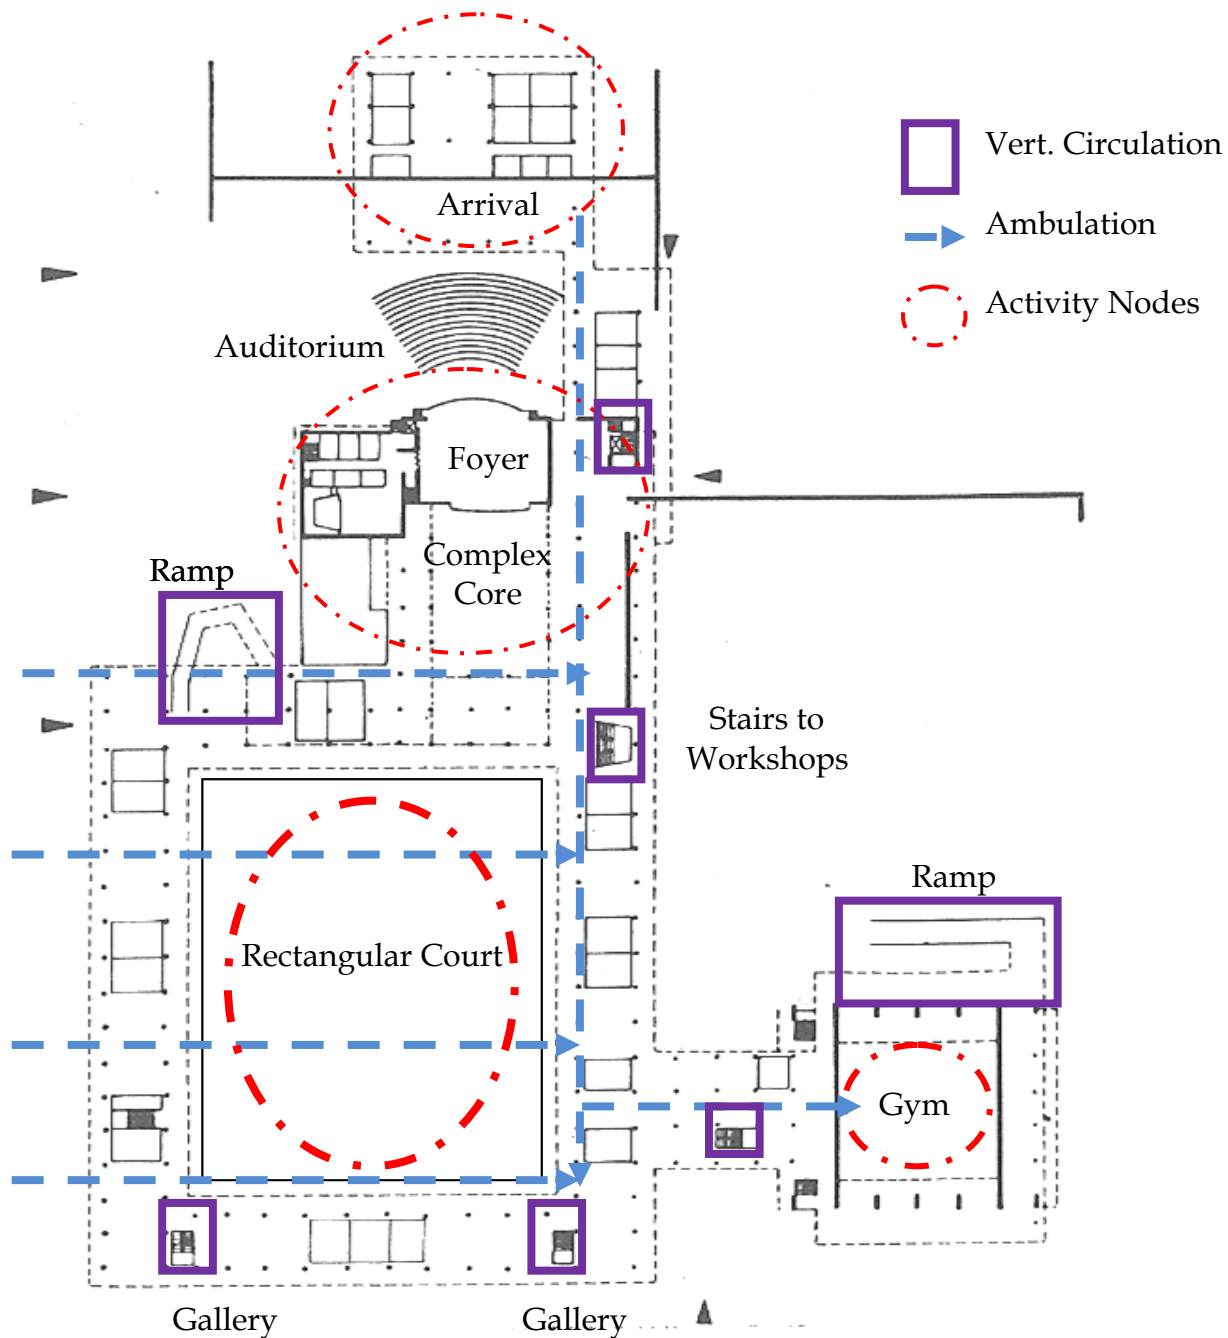 Vert. Circulation
Arrival
Ambulation
Activity Nodes
Auditorium
Foyer
Complex
Core
Ramp
Stairs to
Workshops
Ramp
Rectangular Court
Gym
Gallery
Gallery